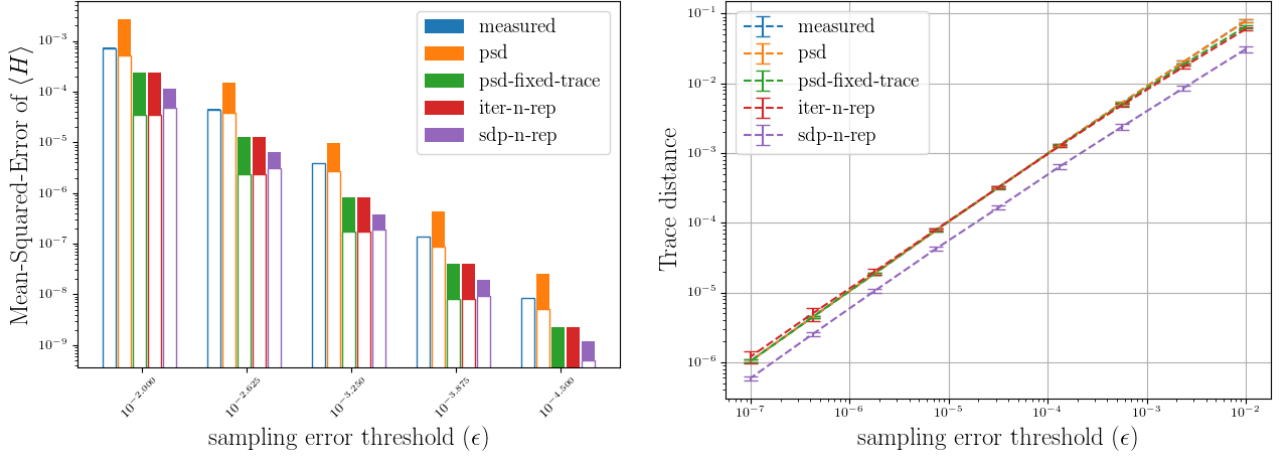 Mean-Squared-Error of ⟨H⟩
10⁻³
10⁻⁴
10⁻⁵
10⁻⁶
10⁻⁷
10⁻⁸
10⁻⁹
measured
psd
psd-fixed-trace
iter-n-rep
sdp-n-rep
10⁻²·⁰⁰⁰
10⁻²·⁶²⁵
10⁻³·²⁵⁰
10⁻³·⁸⁷⁵
10⁻⁴·⁵⁰⁰
sampling error threshold (ϵ)
Trace distance
10⁻¹
10⁻²
10⁻³
10⁻⁴
10⁻⁵
10⁻⁶
measured
psd
psd-fixed-trace
iter-n-rep
sdp-n-rep
10⁻⁷
10⁻⁶
10⁻⁵
10⁻⁴
10⁻³
10⁻²
sampling error threshold (ϵ)